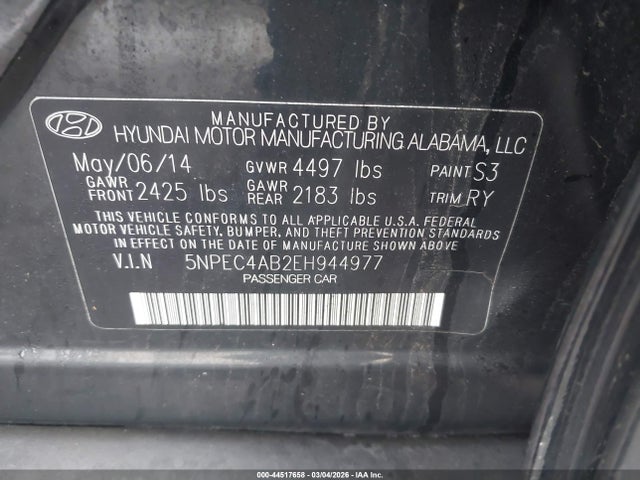 MANUFACTURED BY
HYUNDAI MOTOR MANUFACTURING ALABAMA, LLC
May/06/14 GVWR 4497 lbs PAINT S3
GAWR FRONT 2425 lbs GAWR REAR 2183 lbs TRIM RY
THIS VEHICLE CONFORMS TO ALL APPLICABLE U.S.A. FEDERAL
MOTOR VEHICLE SAFETY, BUMPER, AND THEFT PREVENTION STANDARDS
IN EFFECT ON THE DATE OF MANUFACTURE SHOWN ABOVE
V.I.N 5NPEC4AB2EH944977
PASSENGER CAR
000-44517658 - 03/04/2026 - IAA Inc.